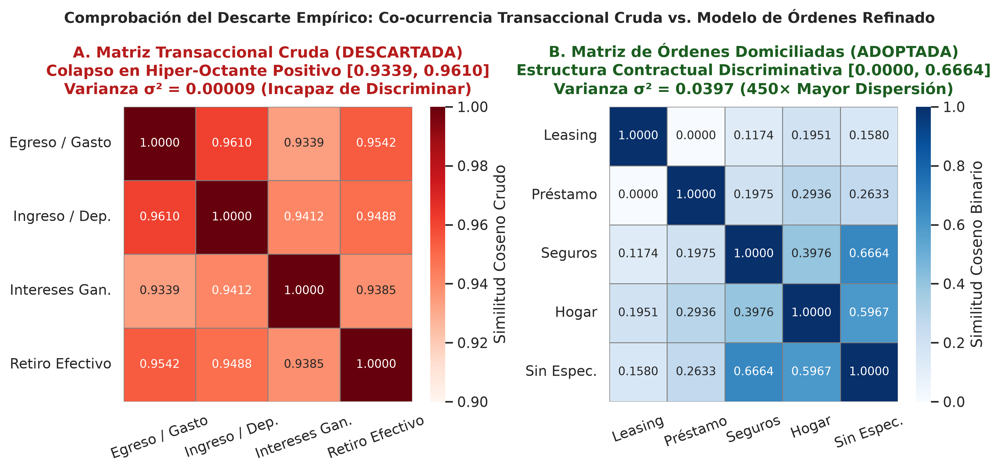 Comprobación del Descarte Empírico: Co-ocurrencia Transaccional Cruda vs. Modelo de Órdenes Refinado
A. Matriz Transaccional Cruda (DESCARTADA)
Colapso en Hiper-Octante Positivo [0.9339, 0.9610]
Varianza σ² = 0.00009 (Incapaz de Discriminar)
Egreso / Gasto 1.0000 0.9610 0.9339 0.9542
Ingreso / Dep. 0.9610 1.0000 0.9412 0.9488
Intereses Gan. 0.9339 0.9412 1.0000 0.9385
Retiro Efectivo 0.9542 0.9488 0.9385 1.0000
Egreso / Gasto Ingreso / Dep. Intereses Gan. Retiro Efectivo
1.00
0.98
0.96
0.94
0.92
0.90
Similitud Coseno Crudo
B. Matriz de Órdenes Domiciliadas (ADOPTADA)
Estructura Contractual Discriminativa [0.0000, 0.6664]
Varianza σ² = 0.0397 (450× Mayor Dispersión)
Leasing 1.0000 0.0000 0.1174 0.1951 0.1580
Préstamo 0.0000 1.0000 0.1975 0.2936 0.2633
Seguros 0.1174 0.1975 1.0000 0.3976 0.6664
Hogar 0.1951 0.2936 0.3976 1.0000 0.5967
Sin Espec. 0.1580 0.2633 0.6664 0.5967 1.0000
Leasing Préstamo Seguros Hogar Sin Espec.
1.0
0.8
0.6
0.4
0.2
0.0
Similitud Coseno Binario